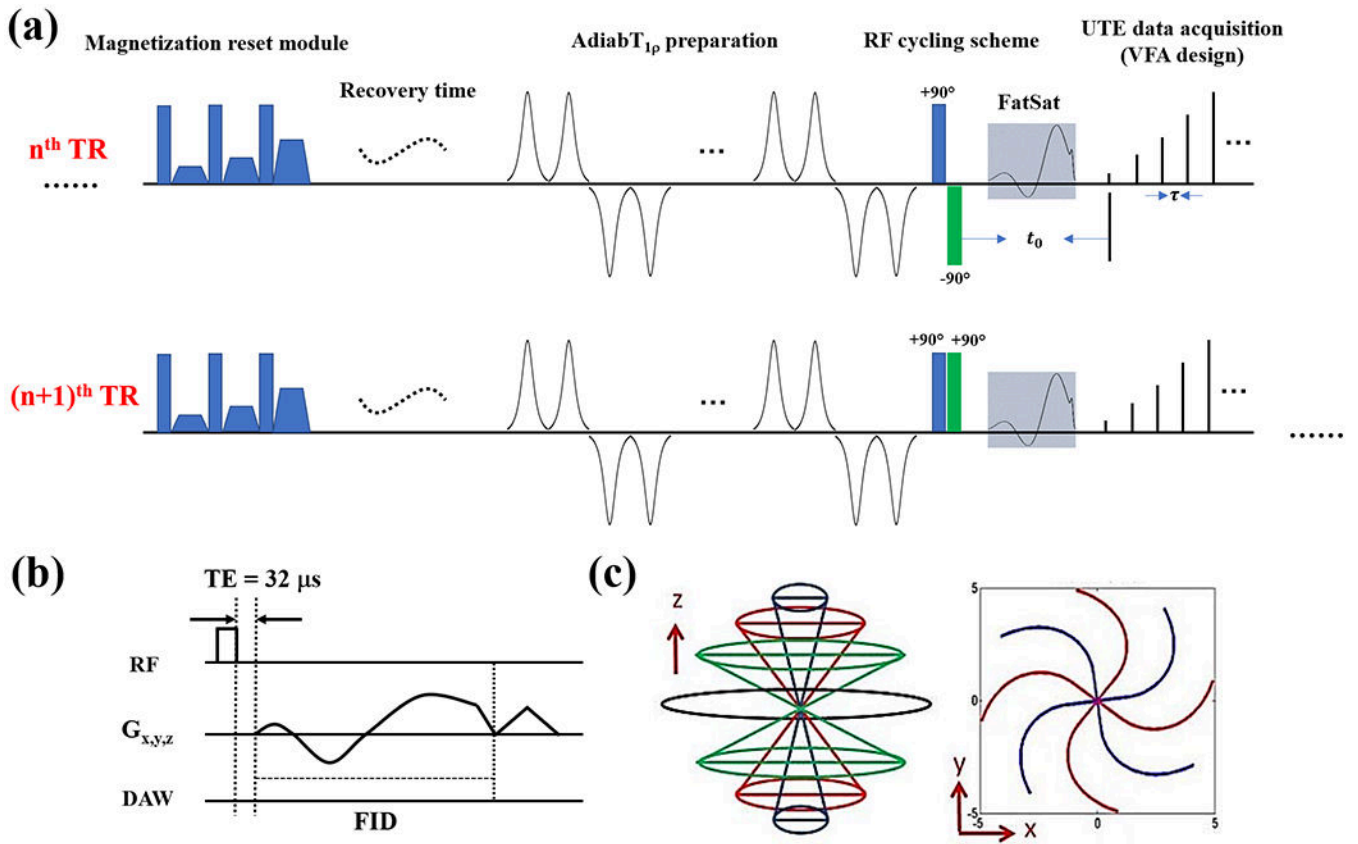 (a)
Magnetization reset module
AdiabT1ρ preparation
RF cycling scheme
UTE data acquisition
(VFA design)
Recovery time
+90°
FatSat
nth TR
......
...
...
τ
t0
-90°
+90° +90°
(n+1)th TR
...
...
......
(b)
(c)
TE = 32 μs
RF
Gx,y,z
DAW
FID
z
y
x
5
0
-5
-5
0
5